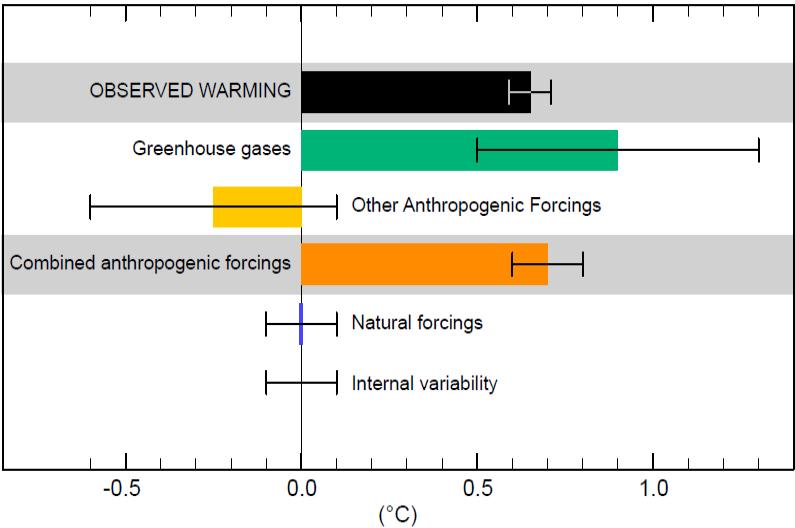 OBSERVED WARMING
Greenhouse gases
Other Anthropogenic Forcings
Combined anthropogenic forcings
Natural forcings
Internal variability
-0.5 0.0 0.5 1.0
(°C)